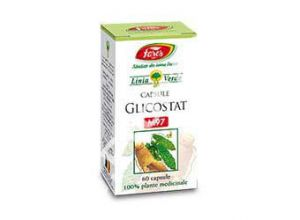 fares
Linia Verde
CAPSULE
GLICOSTAT
M97
60 capsule
100% plante medicinale